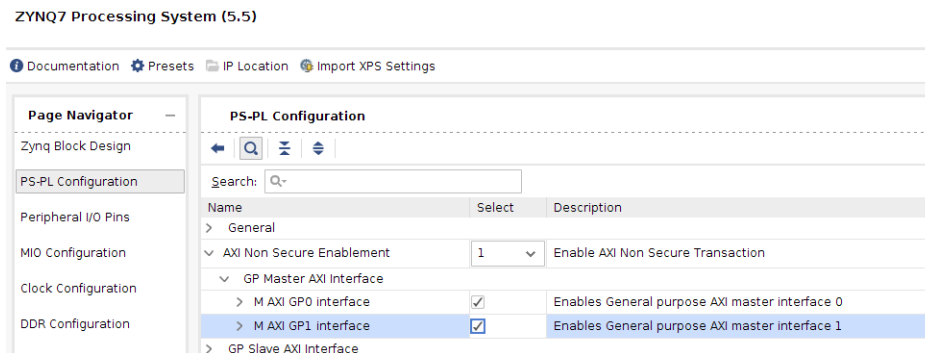 ZYNQ7 Processing System (5.5)
Documentation Presets IP Location Import XPS Settings
Page Navigator
Zynq Block Design
PS-PL Configuration
Peripheral I/O Pins
MIO Configuration
Clock Configuration
DDR Configuration
PS-PL Configuration
Search:
Name Select Description
General
AXI Non Secure Enablement 1 Enable AXI Non Secure Transaction
GP Master AXI Interface
M AXI GP0 interface Enables General purpose AXI master interface 0
M AXI GP1 interface Enables General purpose AXI master interface 1
GP Slave AXI Interface